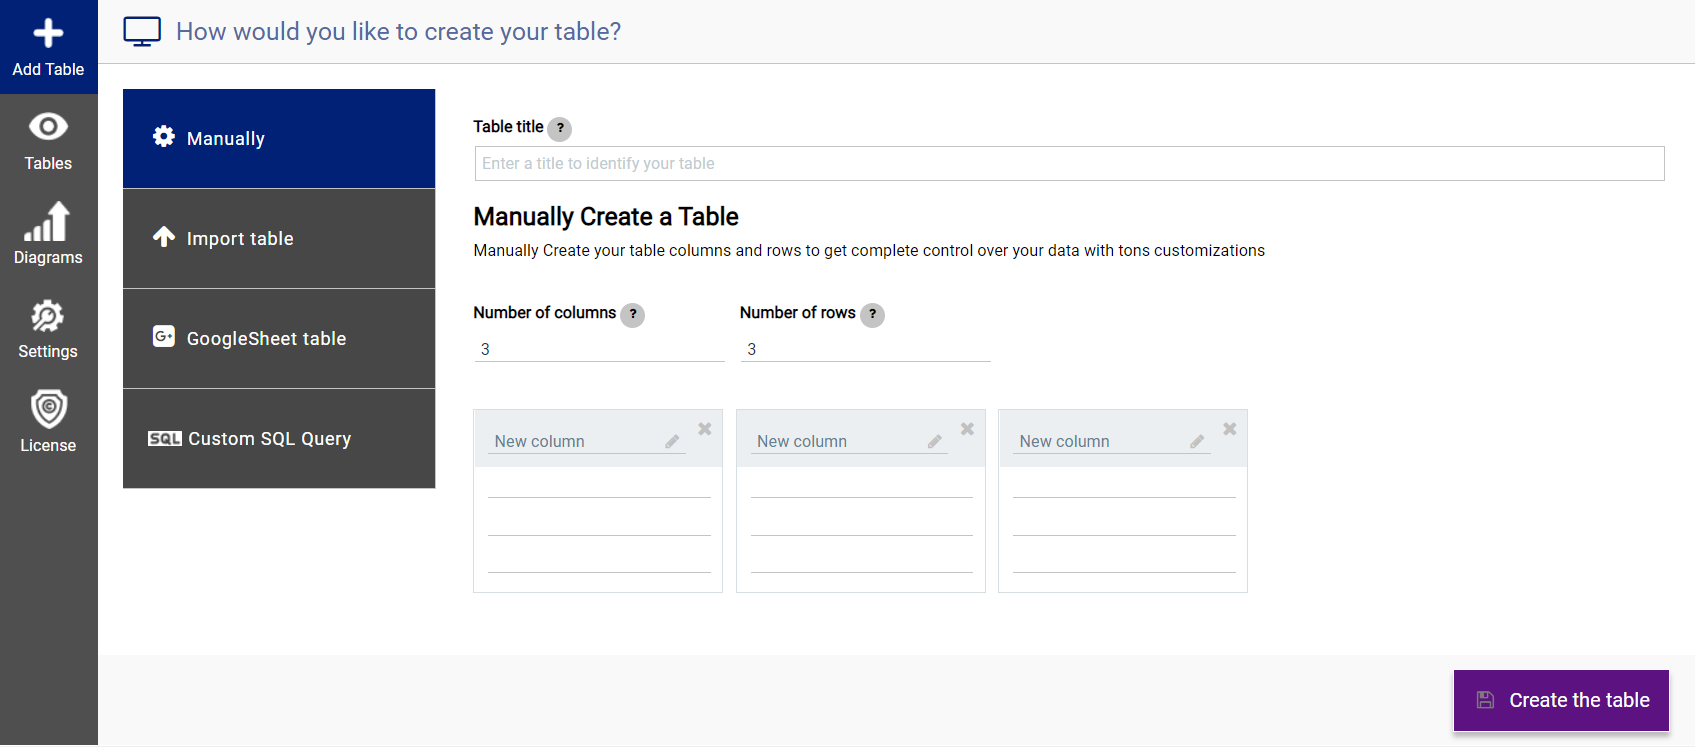 How would you like to create your table?
Add Table
Tables
Diagrams
Settings
License
Manually
Import table
G+ GoogleSheet table
SQL Custom SQL Query
Table title ?
Enter a title to identify your table
Manually Create a Table
Manually Create your table columns and rows to get complete control over your data with tons customizations
Number of columns ? Number of rows ?
3 3
New column New column New column
Create the table